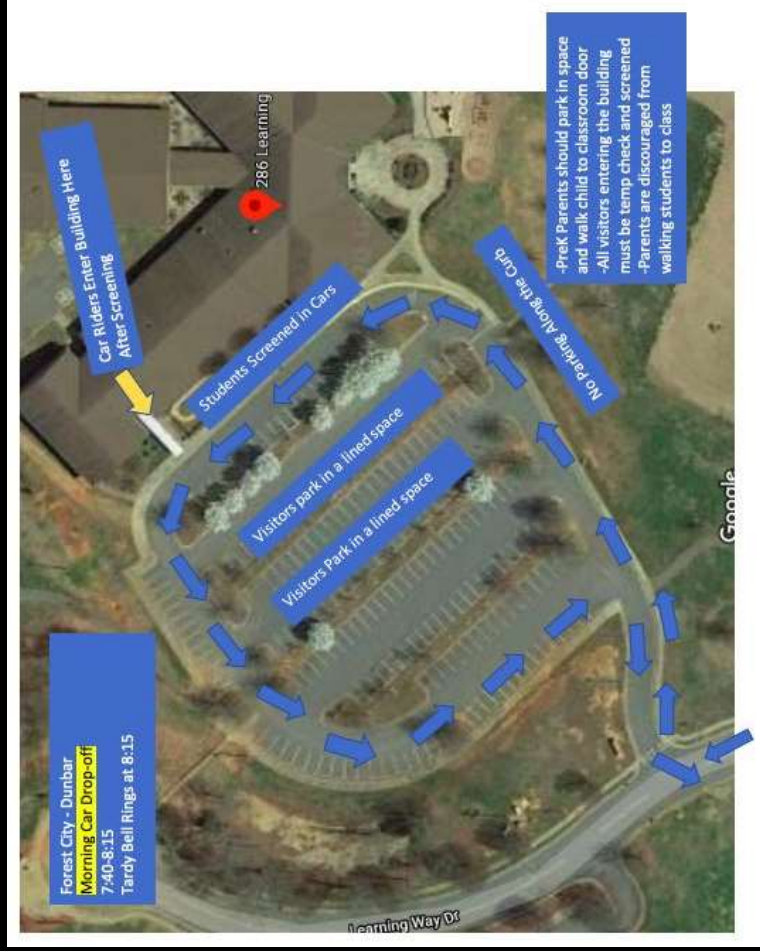 Forest City - Dunbar
Morning Car Drop-off
7:40-8:15
Tardy Bell Rings at 8:15
Car Riders Enter Building Here
After Screening
286 Learning
Students Screened in Cars
Visitors park in a lined space
Visitors Park in a lined space
No Parking Along the Curb
-PreK Parents should park in space
and walk child to classroom door
-All visitors entering the building
must be temp check and screened
-Parents are discouraged from
walking students to class
Learning Way Dr
Google